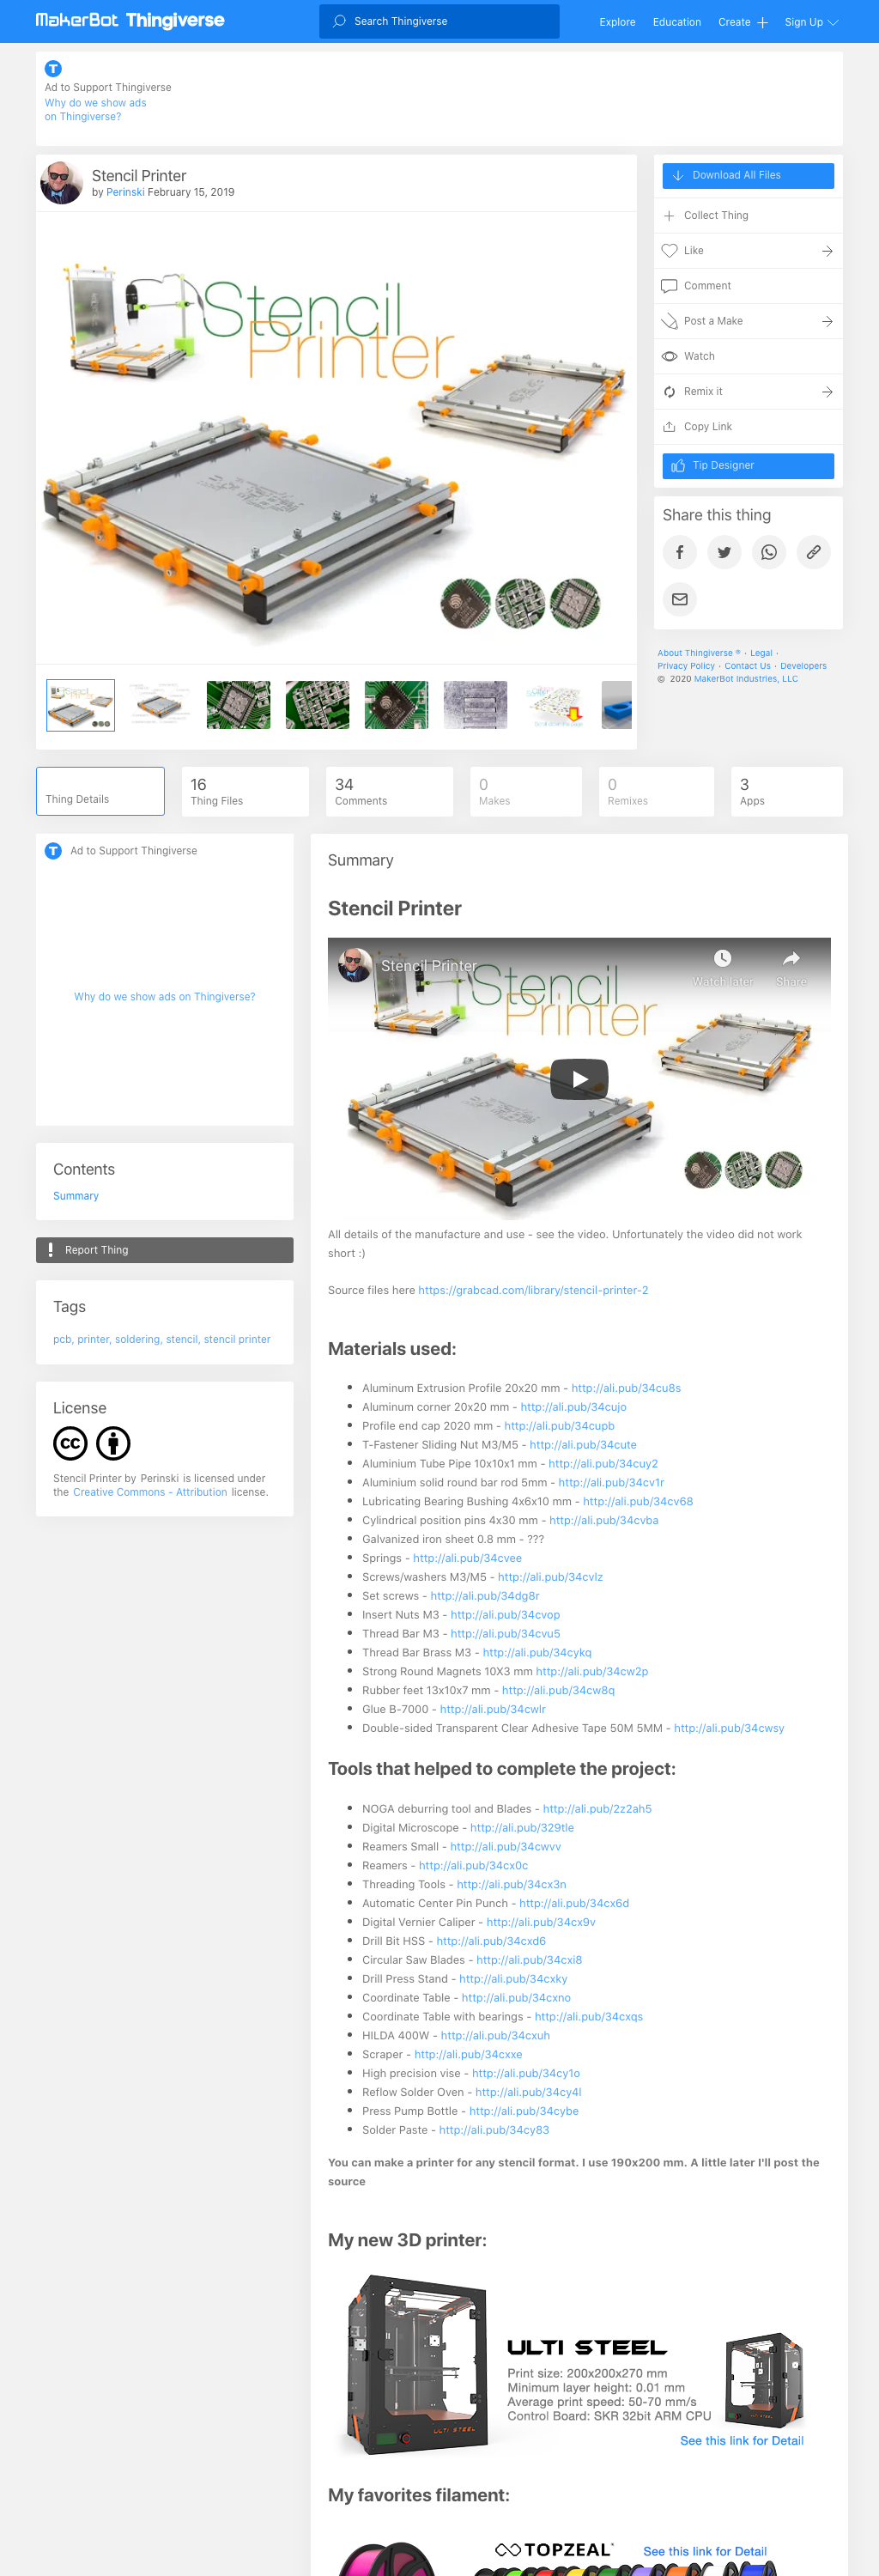 MakerBot Thingiverse
Search Thingiverse
Explore
Education
Create
Sign Up
Ad to Support Thingiverse
Why do we show ads
on Thingiverse?
Stencil Printer
by Perinski February 15, 2019
Stencil
Printer
Download All Files
Collect Thing
Like
Comment
Post a Make
Watch
Remix it
Copy Link
Tip Designer
Share this thing
About Thingiverse ® · Legal ·
Privacy Policy · Contact Us · Developers
© 2020 MakerBot Industries, LLC
Thing Details
16
Thing Files
34
Comments
0
Makes
0
Remixes
3
Apps
Ad to Support Thingiverse
Why do we show ads on Thingiverse?
Contents
Summary
Report Thing
Tags
pcb, printer, soldering, stencil, stencil printer
License
Stencil Printer by Perinski is licensed under
the Creative Commons - Attribution license.
Summary
Stencil Printer
Stencil Printer
Watch later
Share
Stencil
Printer
All details of the manufacture and use - see the video. Unfortunately the video did not work
short :)
Source files here https://grabcad.com/library/stencil-printer-2
Materials used:
Aluminum Extrusion Profile 20x20 mm - http://ali.pub/34cu8s
Aluminum corner 20x20 mm - http://ali.pub/34cujo
Profile end cap 2020 mm - http://ali.pub/34cupb
T-Fastener Sliding Nut M3/M5 - http://ali.pub/34cute
Aluminium Tube Pipe 10x10x1 mm - http://ali.pub/34cuy2
Aluminium solid round bar rod 5mm - http://ali.pub/34cv1r
Lubricating Bearing Bushing 4x6x10 mm - http://ali.pub/34cv68
Cylindrical position pins 4x30 mm - http://ali.pub/34cvba
Galvanized iron sheet 0.8 mm - ???
Springs - http://ali.pub/34cvee
Screws/washers M3/M5 - http://ali.pub/34cvlz
Set screws - http://ali.pub/34dg8r
Insert Nuts M3 - http://ali.pub/34cvop
Thread Bar M3 - http://ali.pub/34cvu5
Thread Bar Brass M3 - http://ali.pub/34cykq
Strong Round Magnets 10X3 mm http://ali.pub/34cw2p
Rubber feet 13x10x7 mm - http://ali.pub/34cw8q
Glue B-7000 - http://ali.pub/34cwlr
Double-sided Transparent Clear Adhesive Tape 50M 5MM - http://ali.pub/34cwsy
Tools that helped to complete the project:
NOGA deburring tool and Blades - http://ali.pub/2z2ah5
Digital Microscope - http://ali.pub/329tle
Reamers Small - http://ali.pub/34cwvv
Reamers - http://ali.pub/34cx0c
Threading Tools - http://ali.pub/34cx3n
Automatic Center Pin Punch - http://ali.pub/34cx6d
Digital Vernier Caliper - http://ali.pub/34cx9v
Drill Bit HSS - http://ali.pub/34cxd6
Circular Saw Blades - http://ali.pub/34cxi8
Drill Press Stand - http://ali.pub/34cxky
Coordinate Table - http://ali.pub/34cxno
Coordinate Table with bearings - http://ali.pub/34cxqs
HILDA 400W - http://ali.pub/34cxuh
Scraper - http://ali.pub/34cxxe
High precision vise - http://ali.pub/34cy1o
Reflow Solder Oven - http://ali.pub/34cy4l
Press Pump Bottle - http://ali.pub/34cybe
Solder Paste - http://ali.pub/34cy83
You can make a printer for any stencil format. I use 190x200 mm. A little later I'll post the
source
My new 3D printer:
ULTI STEEL
Print size: 200x200x270 mm
Minimum layer height: 0.01 mm
Average print speed: 50-70 mm/s
Control Board: SKR 32bit ARM CPU
ULTI STEEL
See this link for Detail
My favorites filament:
TOPZEAL
See this link for Detail